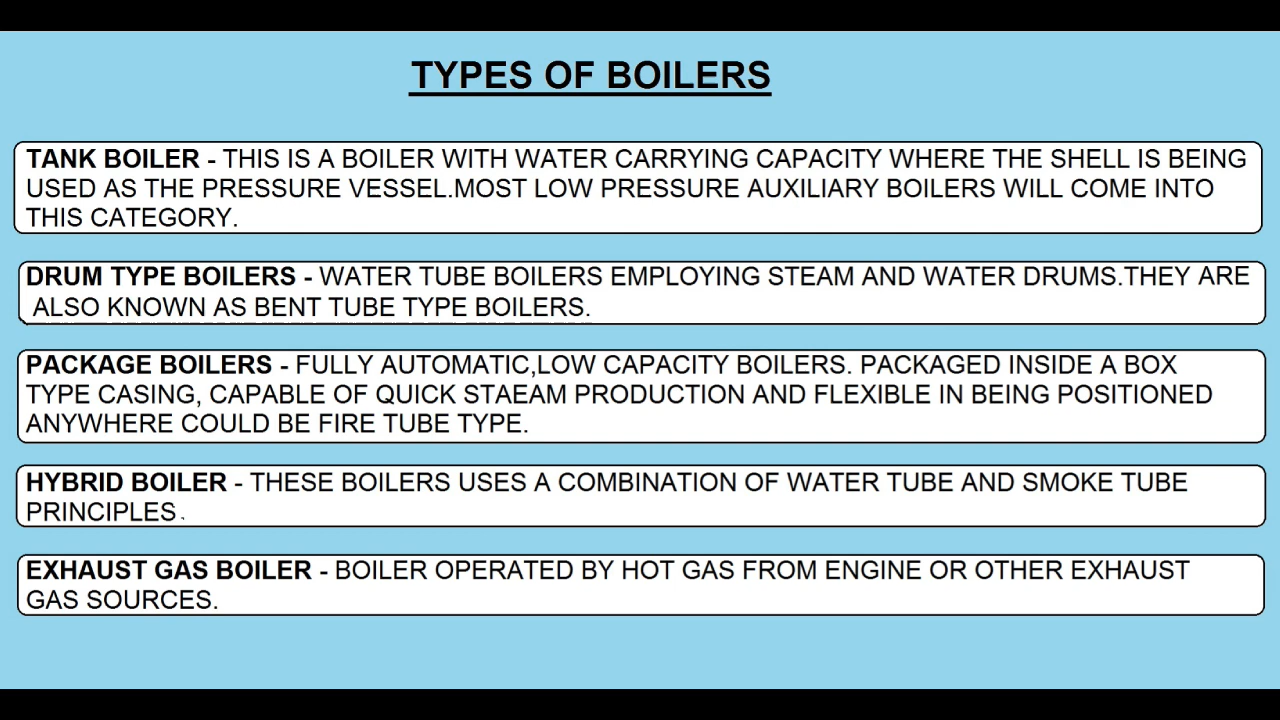 TYPES OF BOILERS
TANK BOILER - THIS IS A BOILER WITH WATER CARRYING CAPACITY WHERE THE SHELL IS BEING
USED AS THE PRESSURE VESSEL.MOST LOW PRESSURE AUXILIARY BOILERS WILL COME INTO
THIS CATEGORY.
DRUM TYPE BOILERS - WATER TUBE BOILERS EMPLOYING STEAM AND WATER DRUMS.THEY ARE
ALSO KNOWN AS BENT TUBE TYPE BOILERS.
PACKAGE BOILERS - FULLY AUTOMATIC,LOW CAPACITY BOILERS. PACKAGED INSIDE A BOX
TYPE CASING, CAPABLE OF QUICK STAEAM PRODUCTION AND FLEXIBLE IN BEING POSITIONED
ANYWHERE COULD BE FIRE TUBE TYPE.
HYBRID BOILER - THESE BOILERS USES A COMBINATION OF WATER TUBE AND SMOKE TUBE
PRINCIPLES.
EXHAUST GAS BOILER - BOILER OPERATED BY HOT GAS FROM ENGINE OR OTHER EXHAUST
GAS SOURCES.